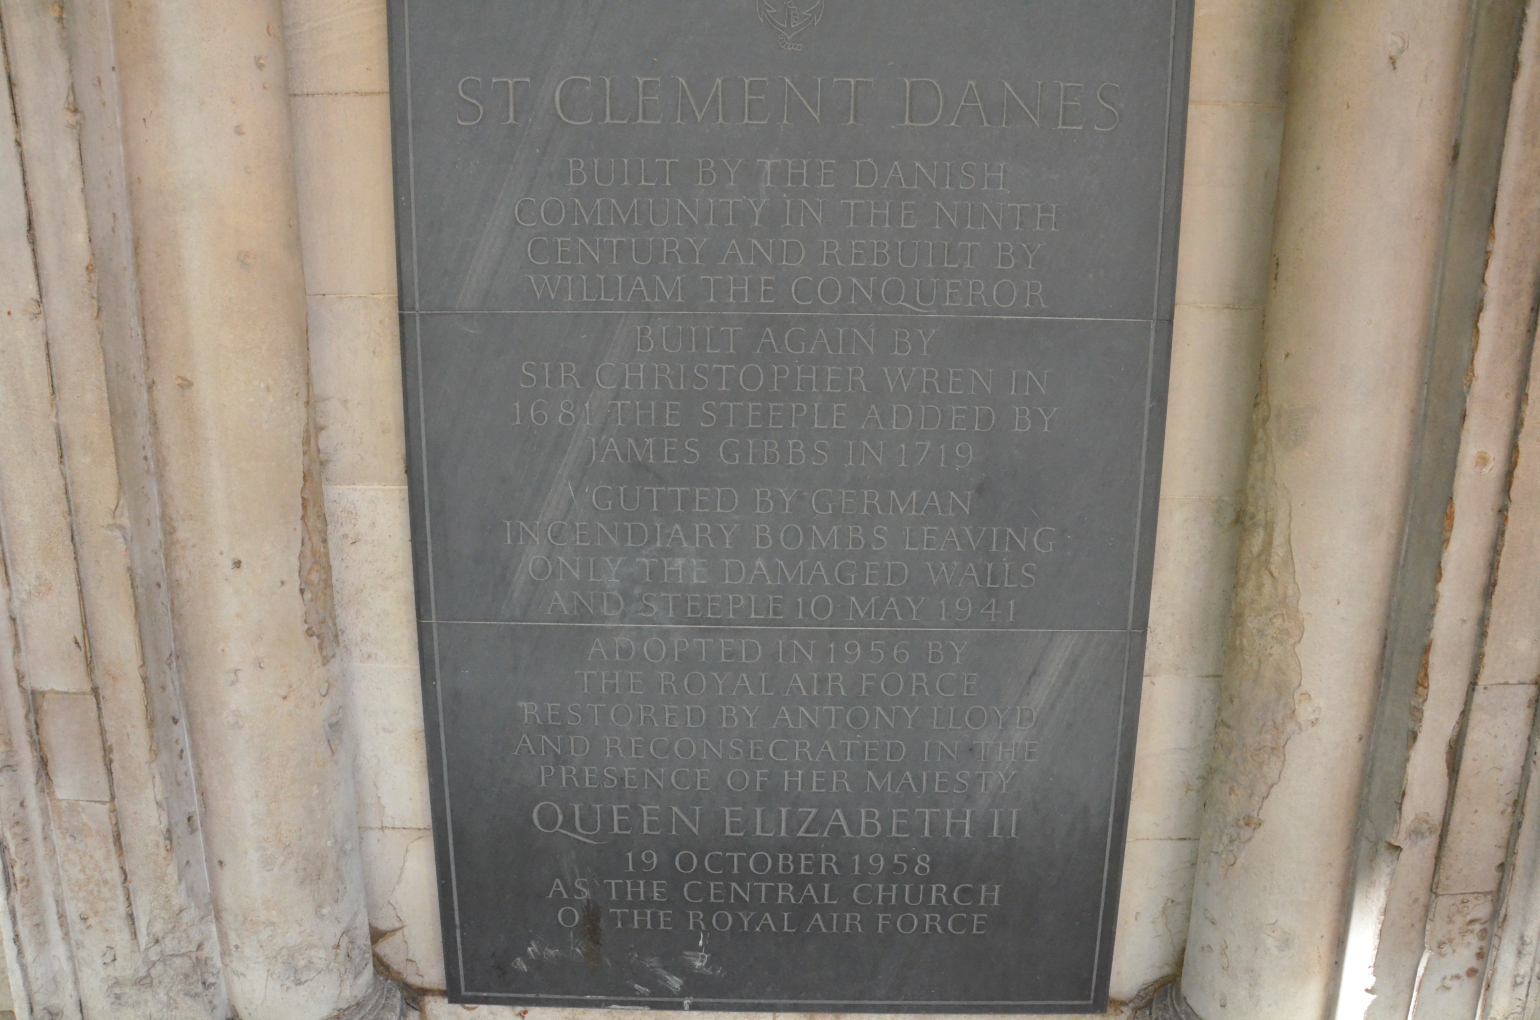 ST CLEMENT DANES
BUILT BY THE DANISH
COMMUNITY IN THE NINTH
CENTURY AND REBUILT BY
WILLIAM THE CONQUEROR
BUILT AGAIN BY
SIR CHRISTOPHER WREN IN
1681 THE STEEPLE ADDED BY
JAMES GIBBS IN 1719
GUTTED BY GERMAN
INCENDIARY BOMBS LEAVING
ONLY THE DAMAGED WALLS
AND STEEPLE 10 MAY 1941
ADOPTED IN 1956 BY
THE ROYAL AIR FORCE
RESTORED BY ANTONY LLOYD
AND RECONSECRATED IN THE
PRESENCE OF HER MAJESTY
QUEEN ELIZABETH II
19 OCTOBER 1958
AS THE CENTRAL CHURCH
OF THE ROYAL AIR FORCE